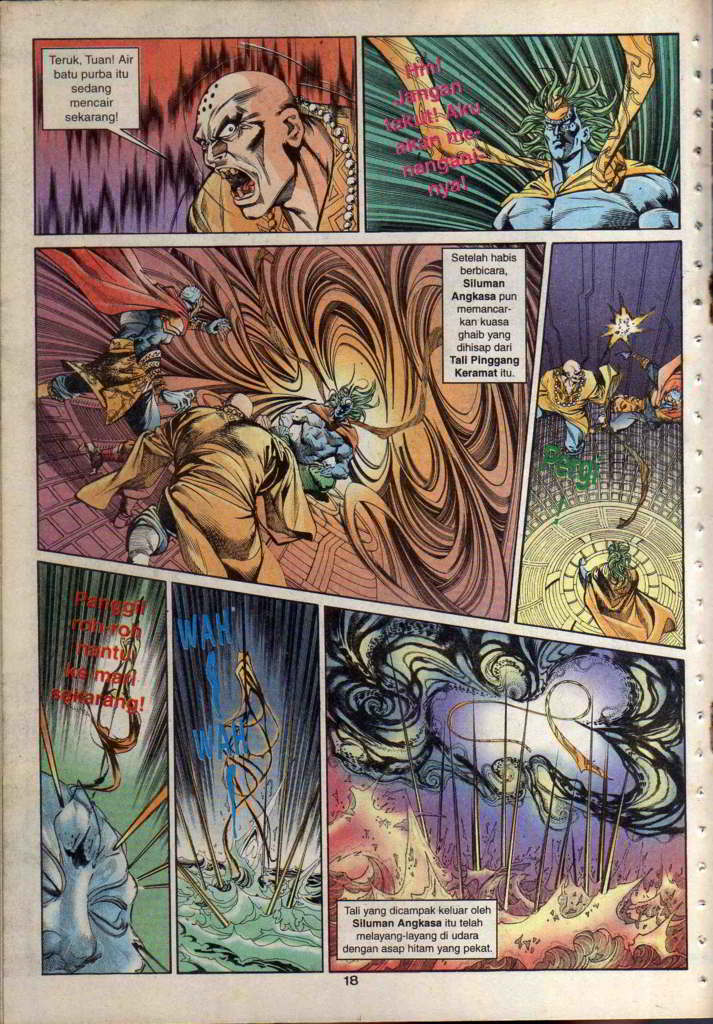 Teruk, Tuan! Air
batu purba itu
sedang
mencair
sekarang!
Hm!
Jangan
takut! Aku
akan me-
nengani-
nya!
Setelah habis
berbicara,
Siluman
Angkasa pun
memancar-
kan kuasa
ghaib yang
dihisap dari
Tali Pinggang
Keramat itu.
Pergi
!
Panggil
roh-roh
hantu
ke mari
sekarang!
WAH
!
WAH
!
Tali yang dicampak keluar oleh
Siluman Angkasa itu telah
melayang-layang di udara
dengan asap hitam yang pekat.
18